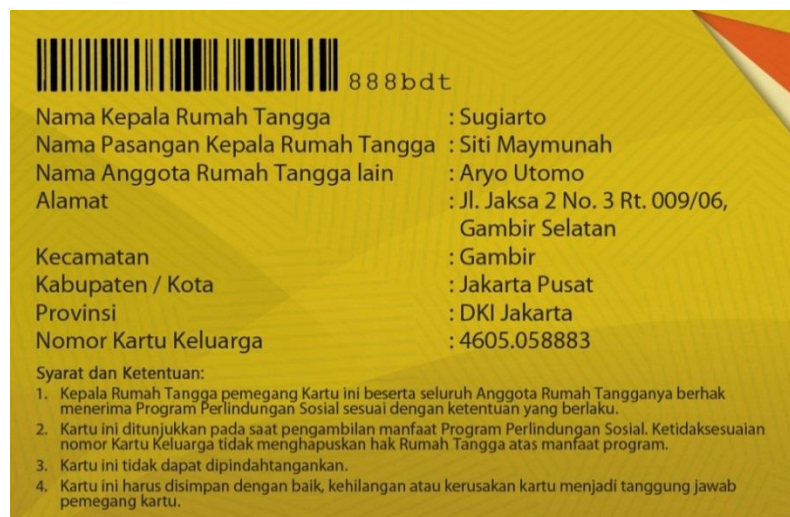 888bdt
Nama Kepala Rumah Tangga : Sugiarto
Nama Pasangan Kepala Rumah Tangga : Siti Maymunah
Nama Anggota Rumah Tangga lain : Aryo Utomo
Alamat : Jl. Jaksa 2 No. 3 Rt. 009/06,
Gambir Selatan
Kecamatan : Gambir
Kabupaten / Kota : Jakarta Pusat
Provinsi : DKI Jakarta
Nomor Kartu Keluarga : 4605.058883
Syarat dan Ketentuan:
1. Kepala Rumah Tangga pemegang Kartu ini beserta seluruh Anggota Rumah Tangganya berhak
menerima Program Perlindungan Sosial sesuai dengan ketentuan yang berlaku.
2. Kartu ini ditunjukkan pada saat pengambilan manfaat Program Perlindungan Sosial. Ketidaksesuaian
nomor Kartu Keluarga tidak menghapuskan hak Rumah Tangga atas manfaat program.
3. Kartu ini tidak dapat dipindahtangankan.
4. Kartu ini harus disimpan dengan baik, kehilangan atau kerusakan kartu menjadi tanggung jawab
pemegang kartu.